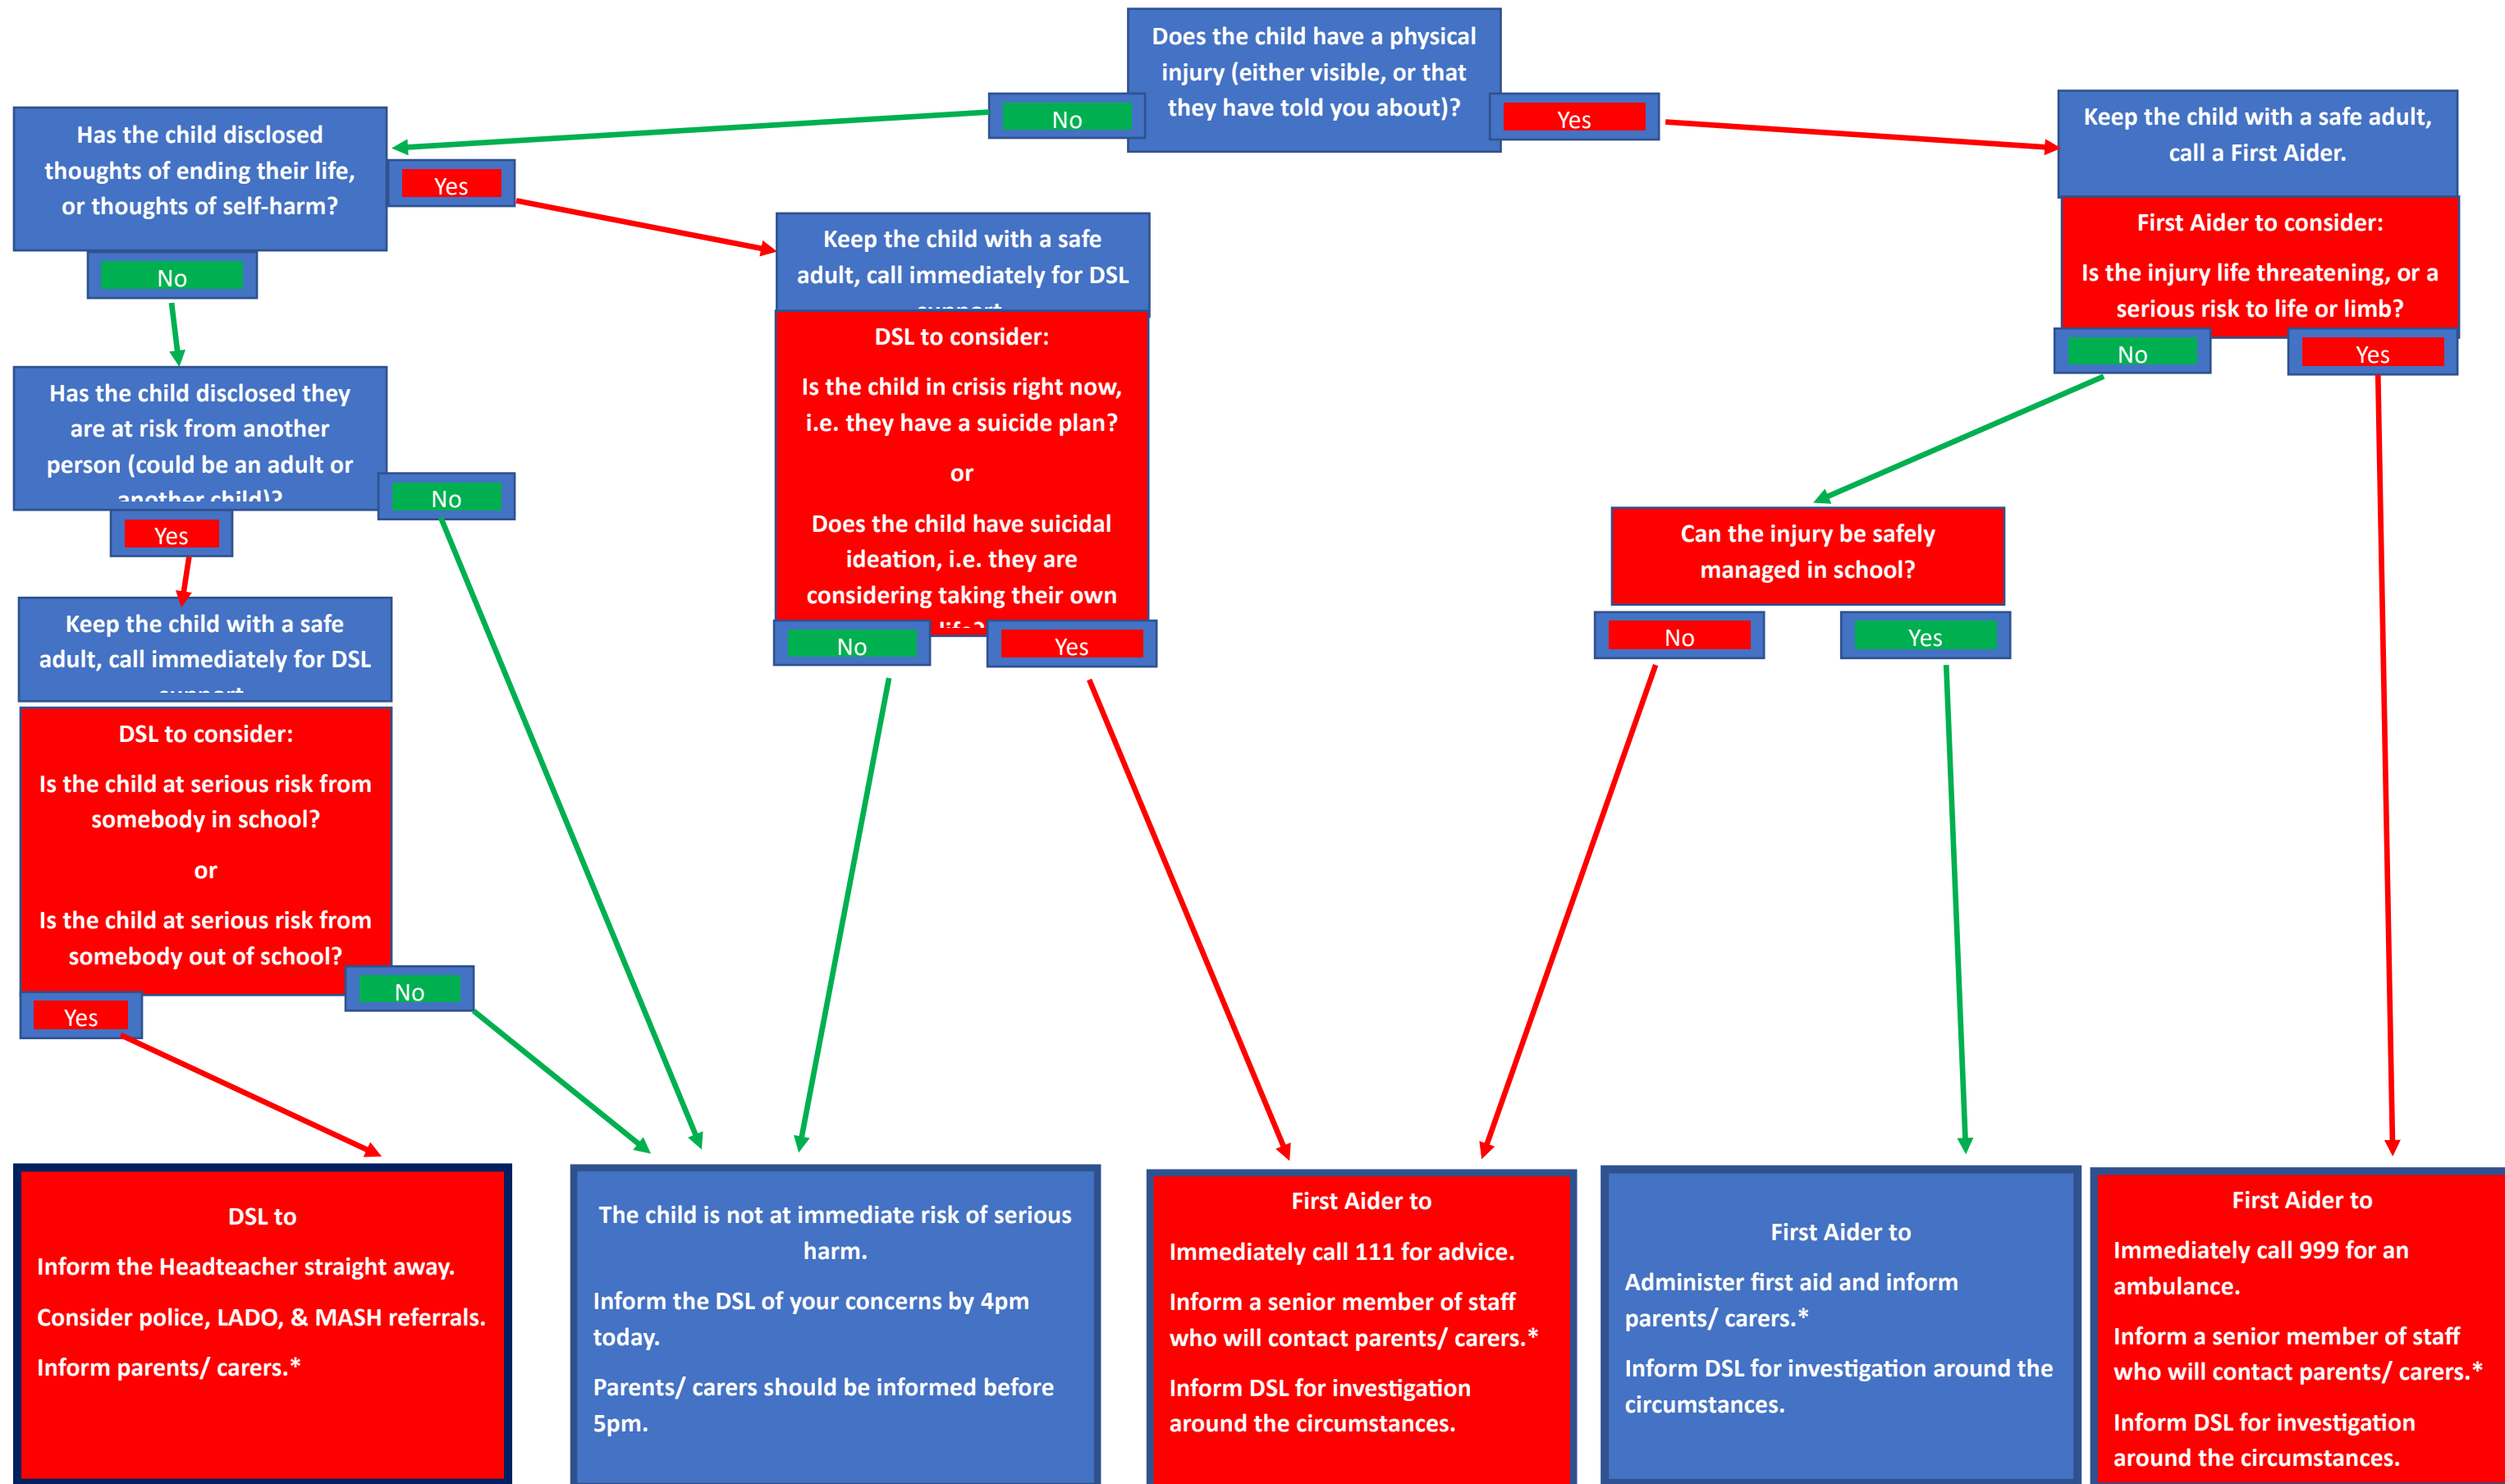 Does the child have a physical
injury (either visible, or that
they have told you about)?
No
Yes
Has the child disclosed
thoughts of ending their life,
or thoughts of self-harm?
Yes
No
Keep the child with a safe adult,
call a First Aider.
First Aider to consider:
Is the injury life threatening, or a
serious risk to life or limb?
No
Yes
Keep the child with a safe
adult, call immediately for DSL
support
DSL to consider:
Is the child in crisis right now,
i.e. they have a suicide plan?
or
Does the child have suicidal
ideation, i.e. they are
considering taking their own
life?
No
Yes
Has the child disclosed they
are at risk from another
person (could be an adult or
another child)?
No
Yes
Can the injury be safely
managed in school?
No
Yes
Keep the child with a safe
adult, call immediately for DSL
support
DSL to consider:
Is the child at serious risk from
somebody in school?
or
Is the child at serious risk from
somebody out of school?
No
Yes
DSL to
Inform the Headteacher straight away.
Consider police, LADO, & MASH referrals.
Inform parents/ carers.*
The child is not at immediate risk of serious
harm.
Inform the DSL of your concerns by 4pm
today.
Parents/ carers should be informed before
5pm.
First Aider to
Immediately call 111 for advice.
Inform a senior member of staff
who will contact parents/ carers.*
Inform DSL for investigation
around the circumstances.
First Aider to
Administer first aid and inform
parents/ carers.*
Inform DSL for investigation around the
circumstances.
First Aider to
Immediately call 999 for an
ambulance.
Inform a senior member of staff
who will contact parents/ carers.*
Inform DSL for investigation
around the circumstances.